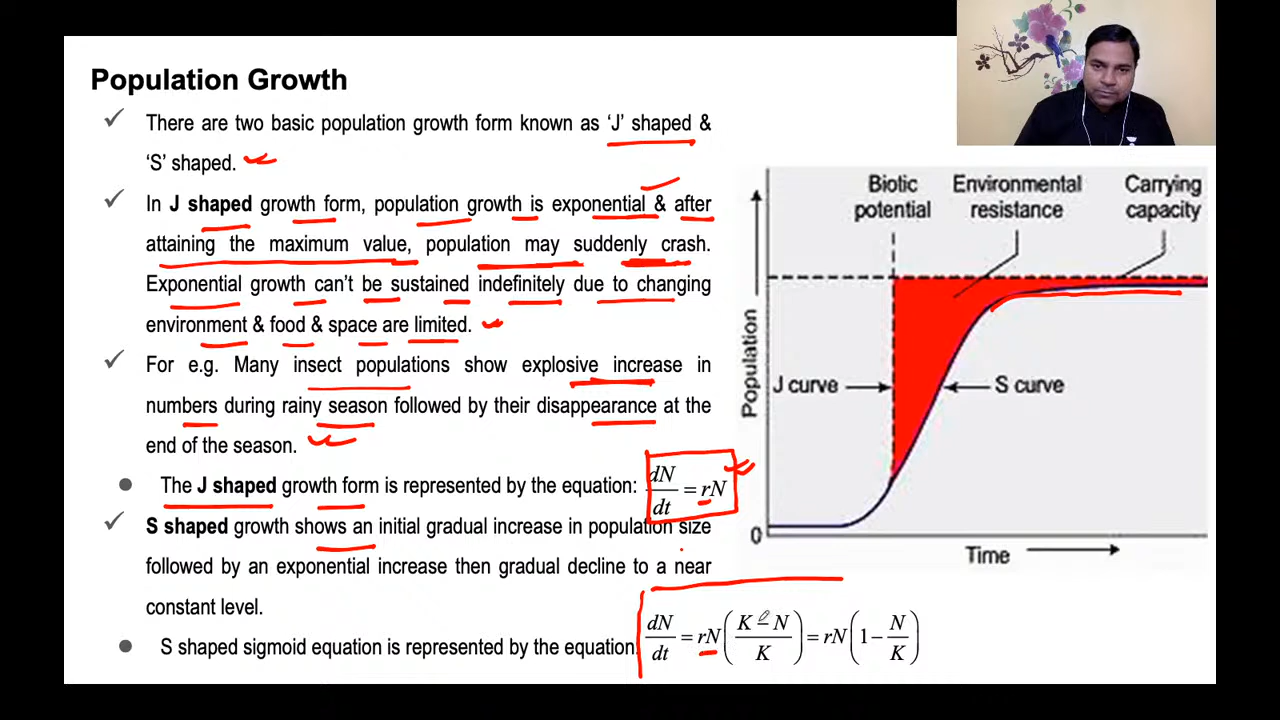 Population Growth
There are two basic population growth form known as ‘J’ shaped &
‘S’ shaped.
In J shaped growth form, population growth is exponential & after
attaining the maximum value, population may suddenly crash.
Exponential growth can’t be sustained indefinitely due to changing
environment & food & space are limited.
For e.g. Many insect populations show explosive increase in
numbers during rainy season followed by their disappearance at the
end of the season.
The J shaped growth form is represented by the equation: dN/dt = rN
S shaped growth shows an initial gradual increase in population size
followed by an exponential increase then gradual decline to a near
constant level.
S shaped sigmoid equation is represented by the equation: dN/dt = rN((K − N)/K) = rN(1 − N/K)
Biotic
potential
Environmental
resistance
Carrying
capacity
Population
J curve
S curve
0
Time